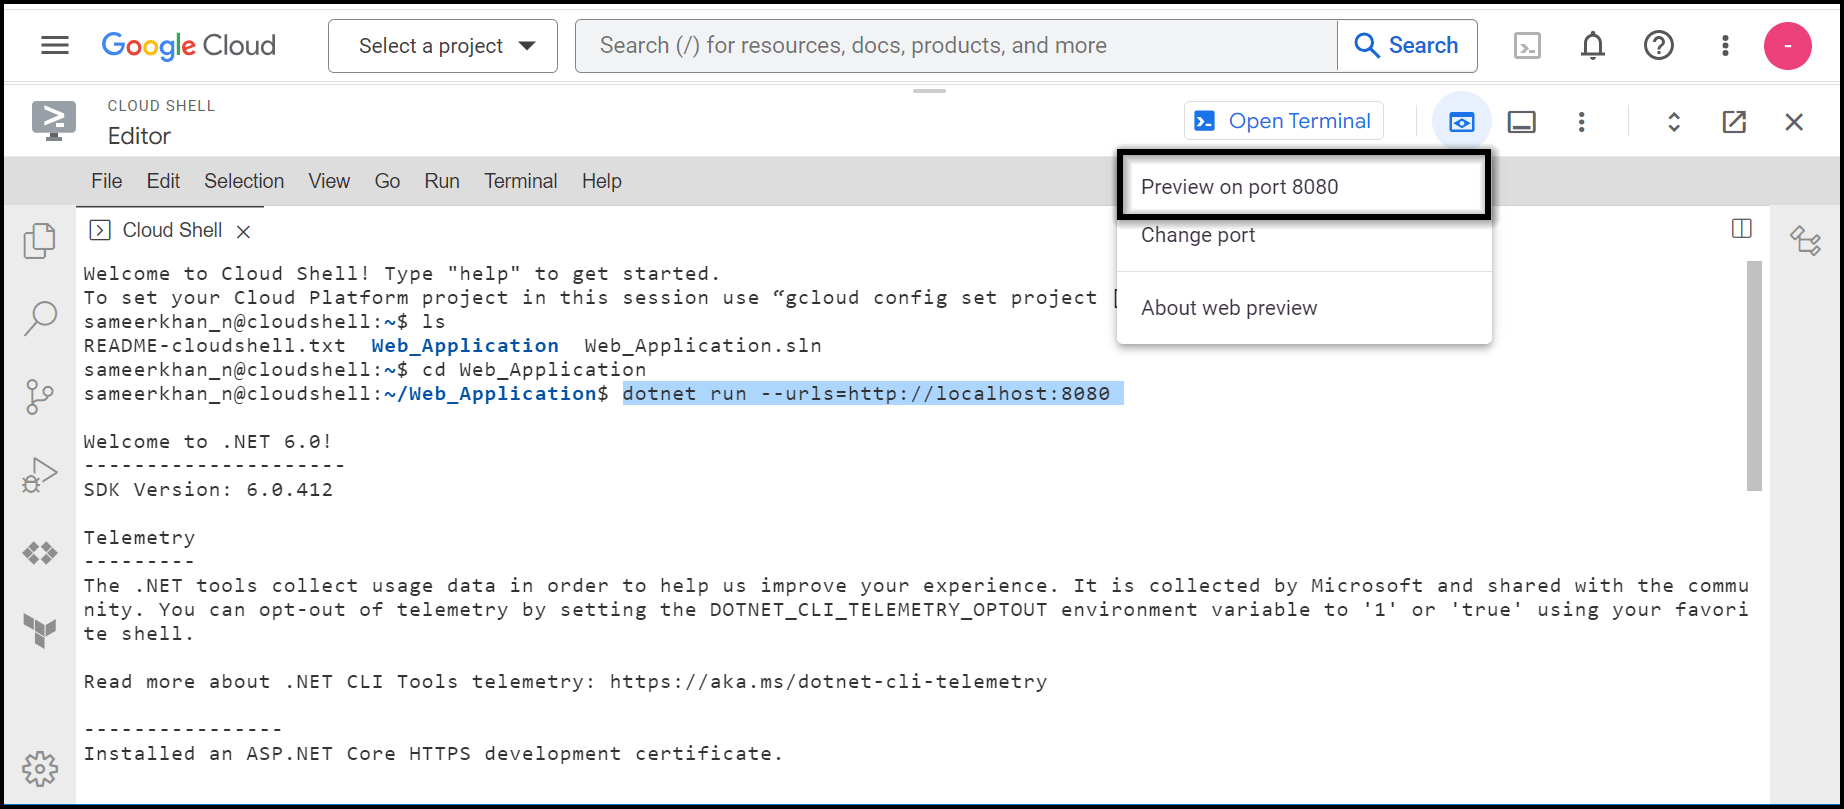 Google Cloud
Select a project
Search (/) for resources, docs, products, and more
Search
-
CLOUD SHELL
Editor
Open Terminal
File Edit Selection View Go Run Terminal Help
Preview on port 8080
Change port
About web preview
Cloud Shell
Welcome to Cloud Shell! Type "help" to get started.
To set your Cloud Platform project in this session use “gcloud config set project [
sameerkhan_n@cloudshell:~$ ls
README-cloudshell.txt Web_Application Web_Application.sln
sameerkhan_n@cloudshell:~$ cd Web_Application
sameerkhan_n@cloudshell:~/Web_Application$ dotnet run --urls=http://localhost:8080
Welcome to .NET 6.0!
---------------------
SDK Version: 6.0.412
Telemetry
---------
The .NET tools collect usage data in order to help us improve your experience. It is collected by Microsoft and shared with the commu
nity. You can opt-out of telemetry by setting the DOTNET_CLI_TELEMETRY_OPTOUT environment variable to '1' or 'true' using your favori
te shell.
Read more about .NET CLI Tools telemetry: https://aka.ms/dotnet-cli-telemetry
----------------
Installed an ASP.NET Core HTTPS development certificate.